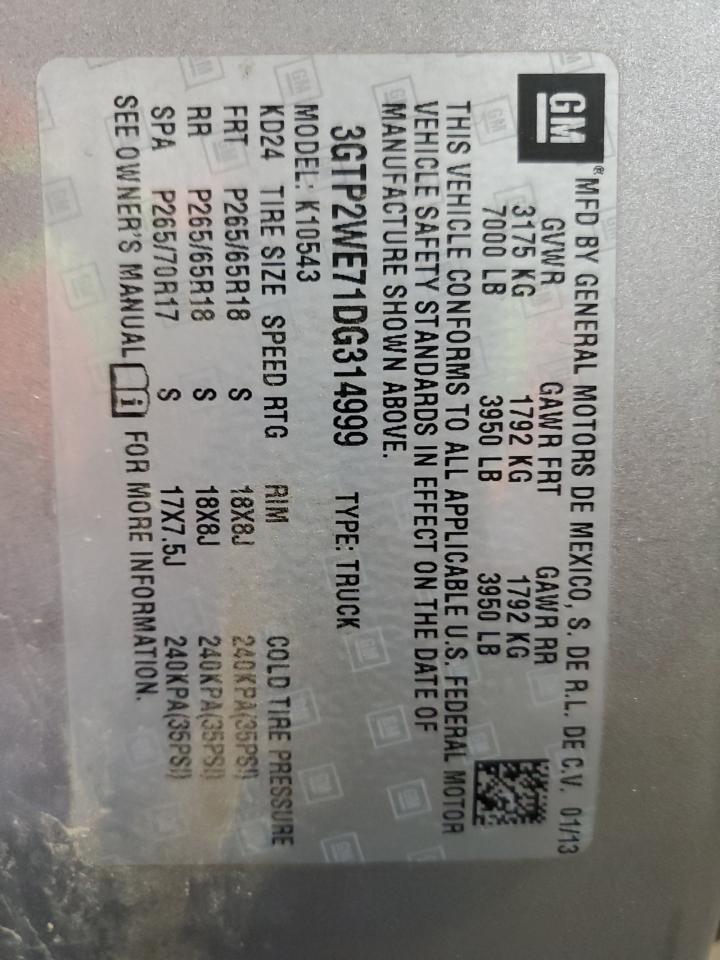 GM
® MFD BY GENERAL MOTORS DE MEXICO, S. DE R.L. DE C.V. 01/13
GVWR GAWR FRT GAWR RR
3175 KG 1792 KG 1792 KG
7000 LB 3950 LB 3950 LB
THIS VEHICLE CONFORMS TO ALL APPLICABLE U.S. FEDERAL MOTOR
VEHICLE SAFETY STANDARDS IN EFFECT ON THE DATE OF
MANUFACTURE SHOWN ABOVE.
3GTP2WE71DG314999 TYPE: TRUCK
MODEL: K10543
KD24 TIRE SIZE SPEED RTG RIM COLD TIRE PRESSURE
FRT P265/65R18 S 18X8J 240KPA(35PSI)
RR P265/65R18 S 18X8J 240KPA(35PSI)
SPA P265/70R17 S 17X7.5J 240KPA(35PSI)
SEE OWNER'S MANUAL i FOR MORE INFORMATION.